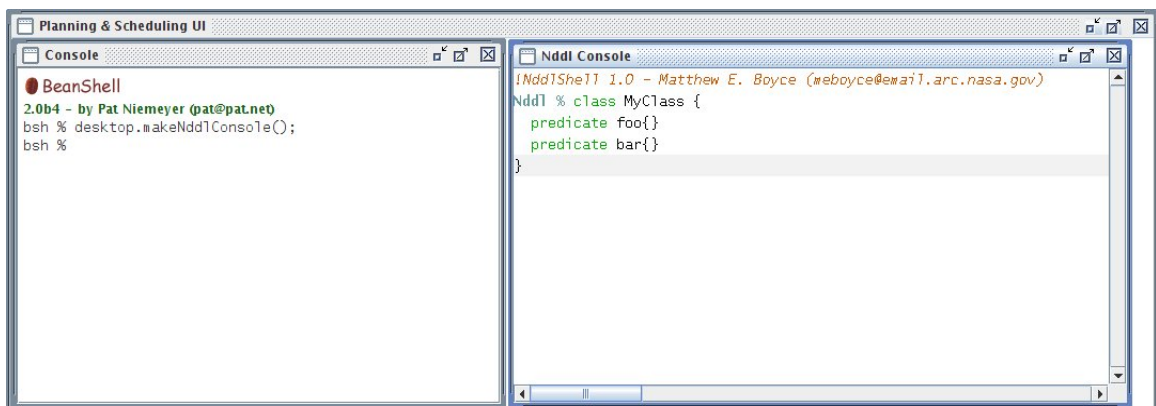 Planning & Scheduling UI
Console
BeanShell
2.0b4 – by Pat Niemeyer (pat@pat.net)
bsh % desktop.makeNddlConsole();
bsh %
Nddl Console
!NddlShell 1.0 – Matthew E. Boyce (meboyce@email.arc.nasa.gov)
Nddl % class MyClass {
  predicate foo{}
  predicate bar{}
}